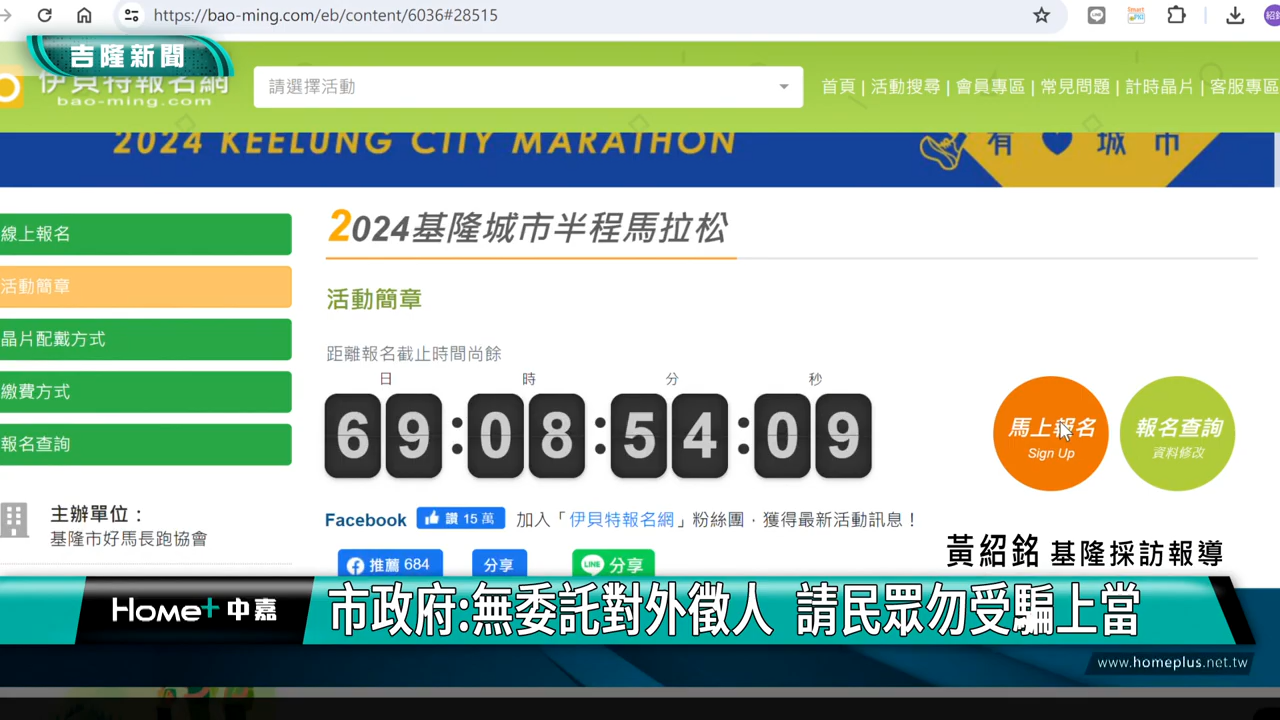 https://bao-ming.com/eb/content/6036#28515
吉隆新聞
伊貝特報名網
bao-ming.com
請選擇活動
首頁 | 活動搜尋 | 會員專區 | 常見問題 | 計時晶片 | 客服專區
2024 KEELUNG CITY MARATHON
有 城市
線上報名
活動簡章
晶片配戴方式
繳費方式
報名查詢
主辦單位：
基隆市好馬長跑協會
2024基隆城市半程馬拉松
活動簡章
距離報名截止時間尚餘
日 時 分 秒
69:08:54:09
馬上報名
Sign Up
報名查詢
資料修改
Facebook 讚 15 萬 加入「伊貝特報名網」粉絲團，獲得最新活動訊息！
推薦 684 分享 LINE 分享
黃紹銘 基隆採訪報導
Home+ 中嘉
市政府:無委託對外徵人 請民眾勿受騙上當
www.homeplus.net.tw